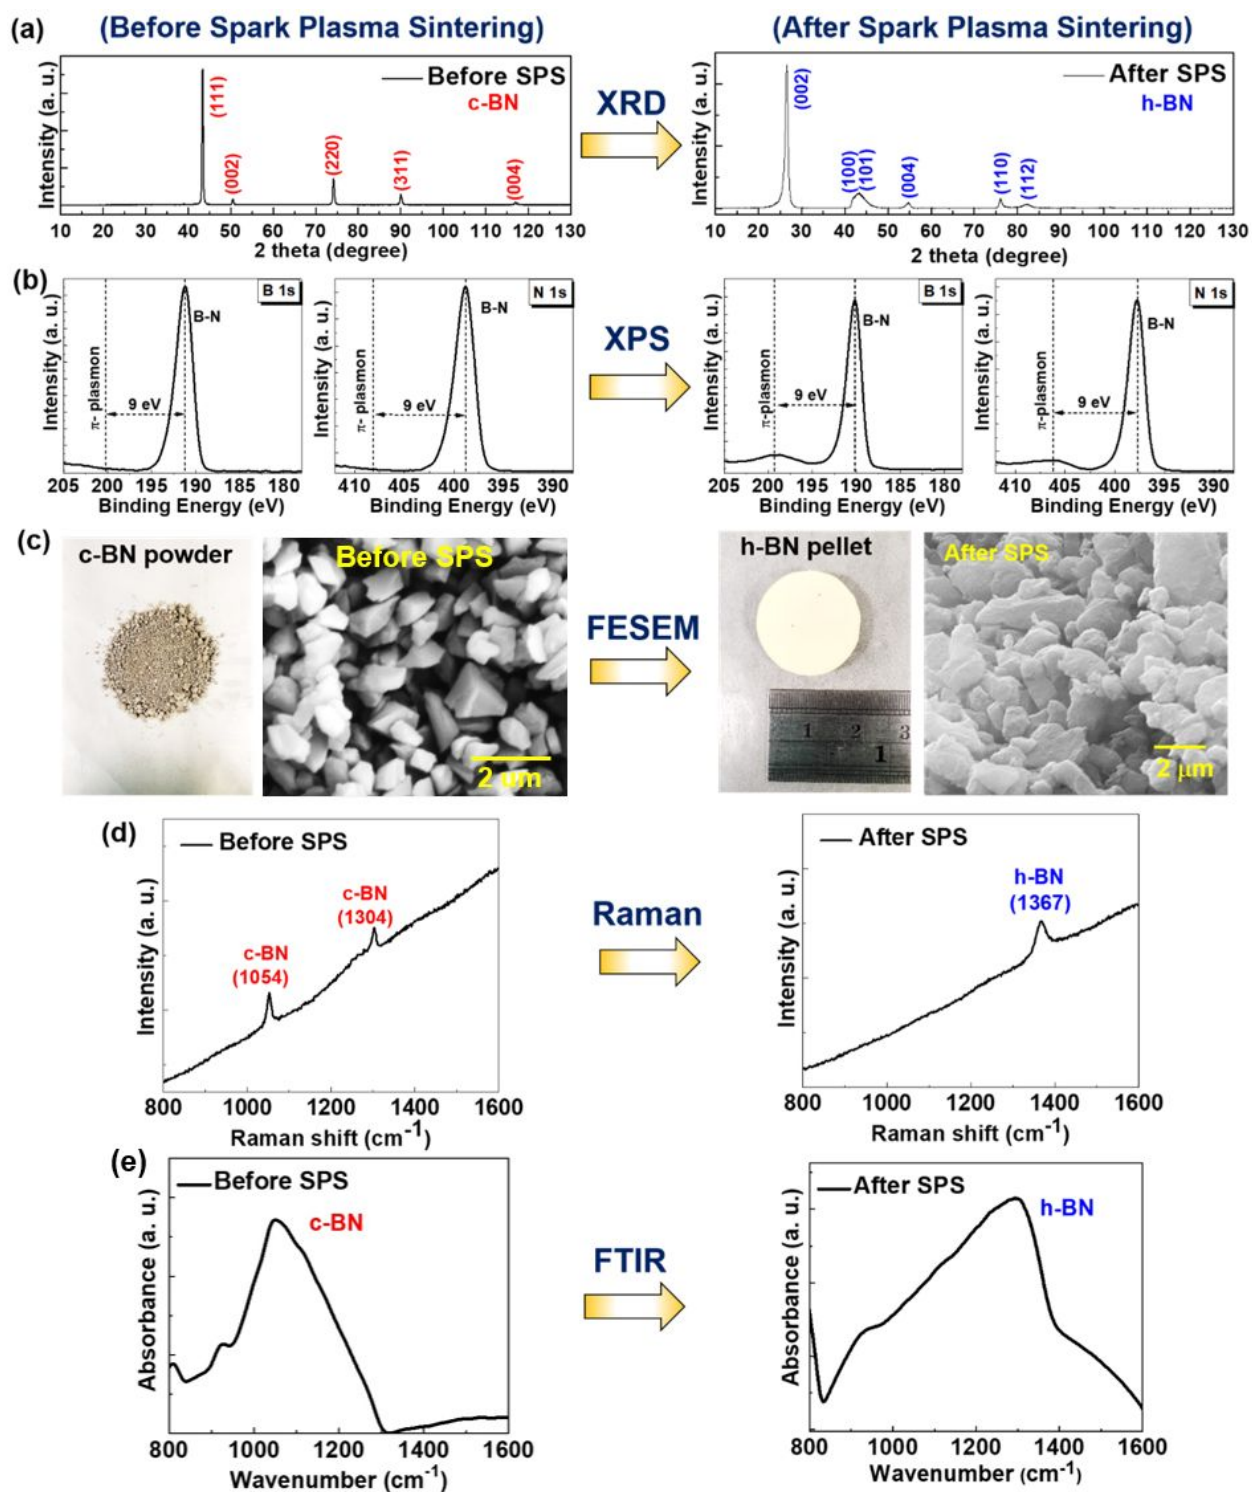 (a)
(Before Spark Plasma Sintering)
(After Spark Plasma Sintering)
Intensity (a. u.)
Before SPS
c-BN
(111)
(002)
(220)
(311)
(004)
10 20 30 40 50 60 70 80 90 100 110 120 130
2 theta (degree)
XRD
Intensity (a. u.)
After SPS
h-BN
(002)
(100)
(101)
(004)
(110)
(112)
10 20 30 40 50 60 70 80 90 100 110 120 130
2 theta (degree)
(b)
Intensity (a. u.)
B 1s
B-N
π- plasmon
9 eV
205 200 195 190 185 180
Binding Energy (eV)
Intensity (a. u.)
N 1s
B-N
π- plasmon
9 eV
410 405 400 395 390
Binding Energy (eV)
XPS
Intensity (a. u.)
B 1s
B-N
π-plasmon
9 eV
205 200 195 190 185 180
Binding Energy (eV)
Intensity (a. u.)
N 1s
B-N
π-plasmon
9 eV
410 405 400 395 390
Binding Energy (eV)
(c)
c-BN powder
Before SPS
2 um
FESEM
h-BN pellet
1 2 3
1
After SPS
2 μm
(d)
Intensity (a. u.)
Before SPS
c-BN
(1054)
c-BN
(1304)
800 1000 1200 1400 1600
Raman shift (cm⁻¹)
Raman
Intensity (a. u.)
After SPS
h-BN
(1367)
800 1000 1200 1400 1600
Raman shift (cm⁻¹)
(e)
Absorbance (a. u.)
Before SPS
c-BN
800 1000 1200 1400 1600
Wavenumber (cm⁻¹)
FTIR
Absorbance (a. u.)
After SPS
h-BN
800 1000 1200 1400 1600
Wavenumber (cm⁻¹)